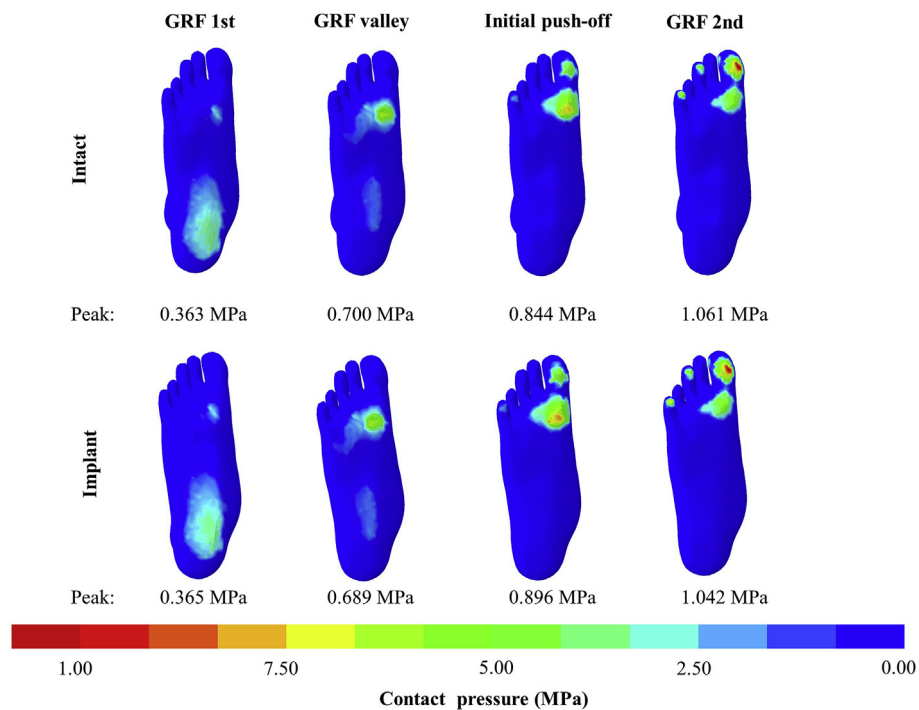 GRF 1st GRF valley Initial push-off GRF 2nd
Intact
Peak: 0.363 MPa 0.700 MPa 0.844 MPa 1.061 MPa
Implant
Peak: 0.365 MPa 0.689 MPa 0.896 MPa 1.042 MPa
1.00 7.50 5.00 2.50 0.00
Contact pressure (MPa)